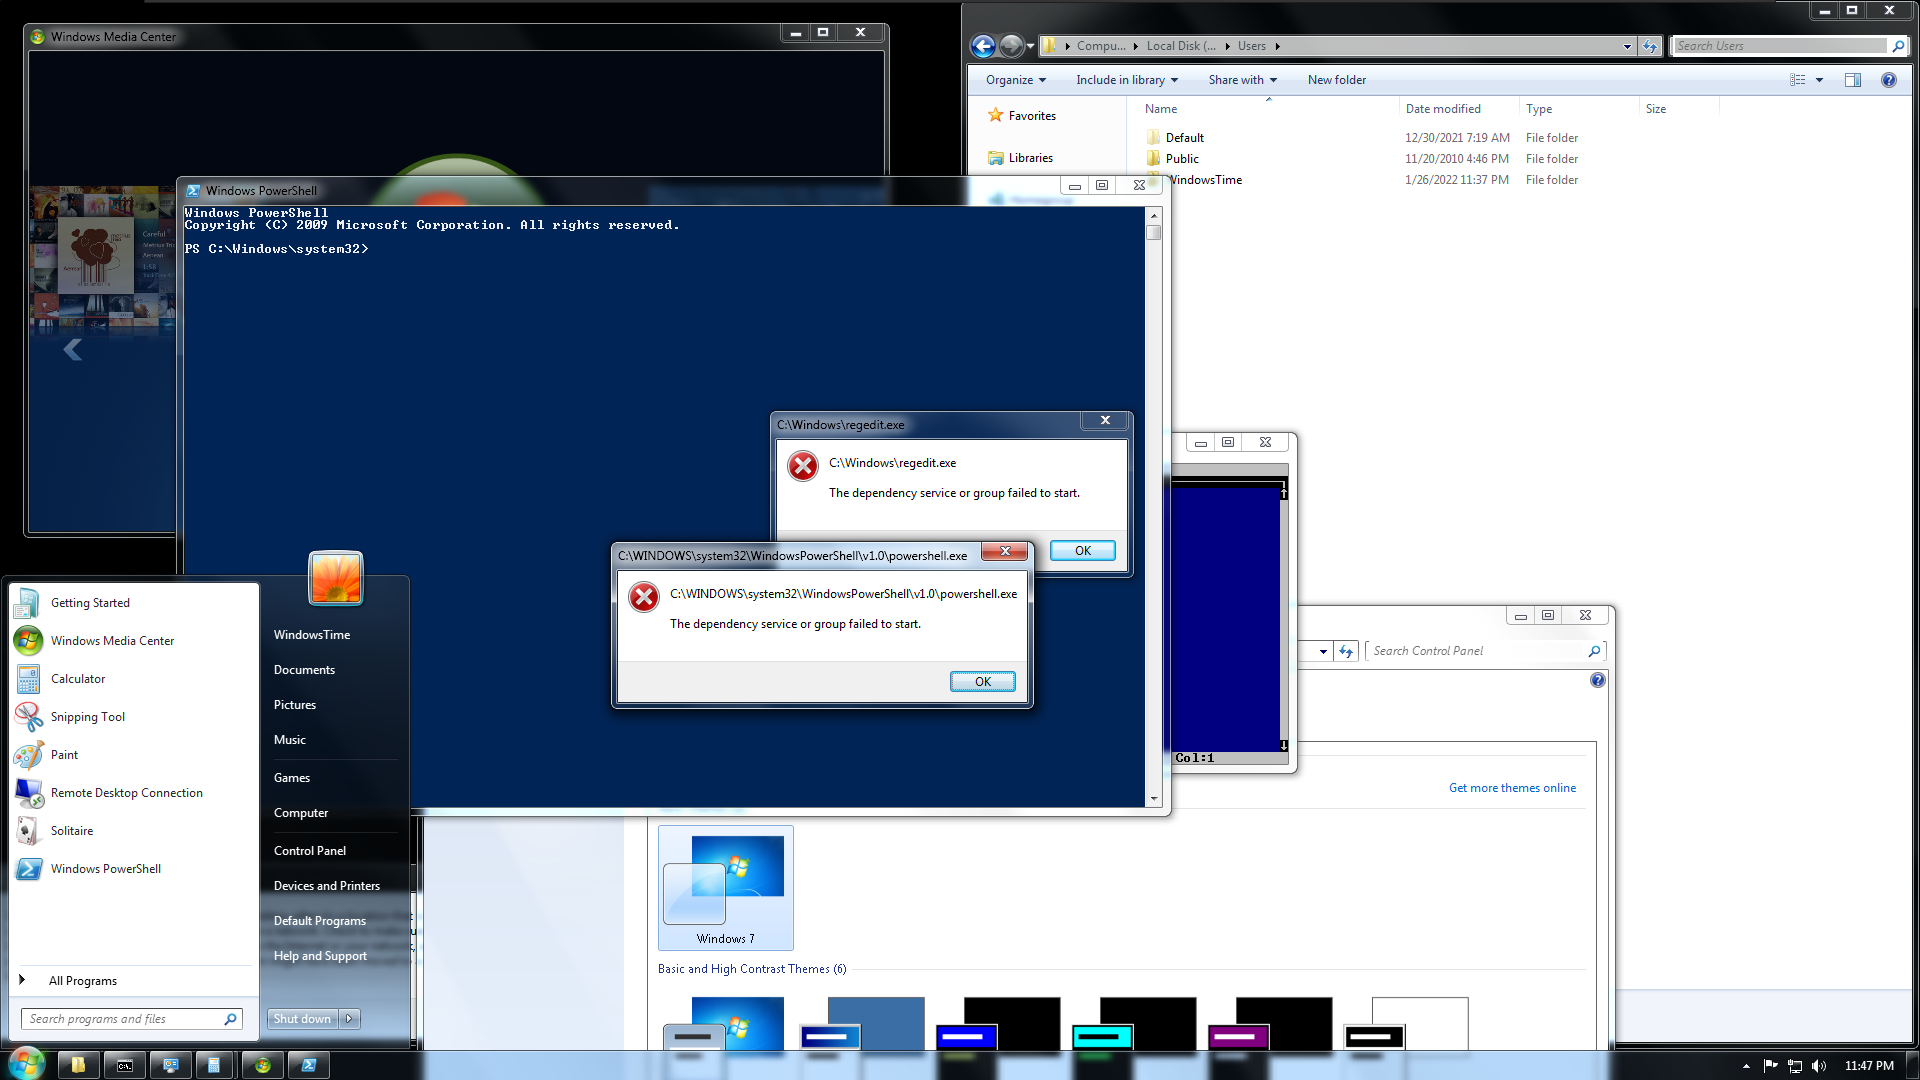 Windows Media Center
Careful
Metrius Tric
Aerean
1:58
Compu...
Local Disk (...
Users
Search Users
Organize
Include in library
Share with
New folder
Favorites
Libraries
Homegroup
Name
Date modified
Type
Size
Default
12/30/2021 7:19 AM
File folder
Public
11/20/2010 4:46 PM
File folder
WindowsTime
1/26/2022 11:37 PM
File folder
Windows PowerShell
Windows PowerShell
Copyright (C) 2009 Microsoft Corporation. All rights reserved.
PS C:\Windows\system32>
C:\Windows\regedit.exe
C:\Windows\regedit.exe
The dependency service or group failed to start.
OK
C:\WINDOWS\system32\WindowsPowerShell\v1.0\powershell.exe
C:\WINDOWS\system32\WindowsPowerShell\v1.0\powershell.exe
The dependency service or group failed to start.
OK
Col:1
Search Control Panel
Get more themes online
Windows 7
Basic and High Contrast Themes (6)
Getting Started
Windows Media Center
Calculator
Snipping Tool
Paint
Remote Desktop Connection
Solitaire
Windows PowerShell
All Programs
Search programs and files
WindowsTime
Documents
Pictures
Music
Games
Computer
Control Panel
Devices and Printers
Default Programs
Help and Support
Shut down
11:47 PM